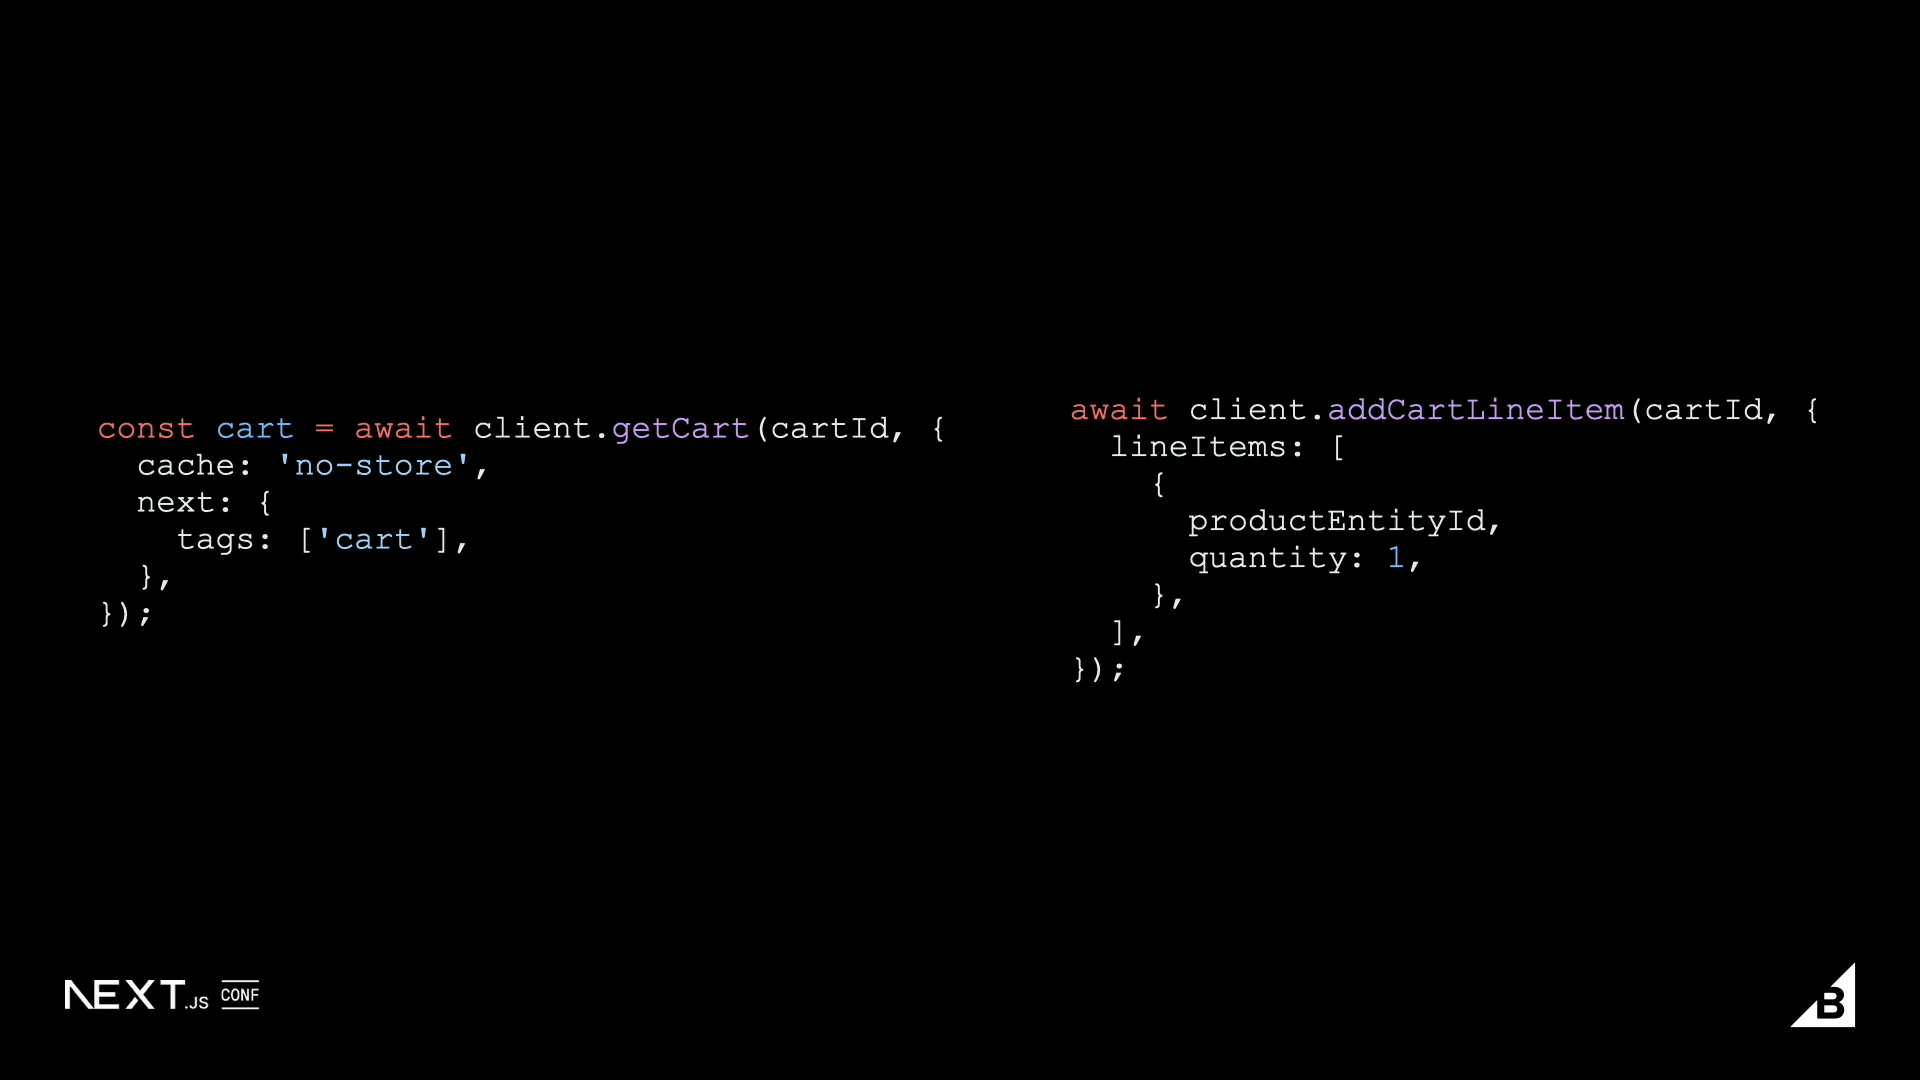 const cart = await client.getCart(cartId, {
  cache: 'no-store',
  next: {
    tags: ['cart'],
  },
});
await client.addCartLineItem(cartId, {
  lineItems: [
    {
      productEntityId,
      quantity: 1,
    },
  ],
});
NEXT.JS CONF
B